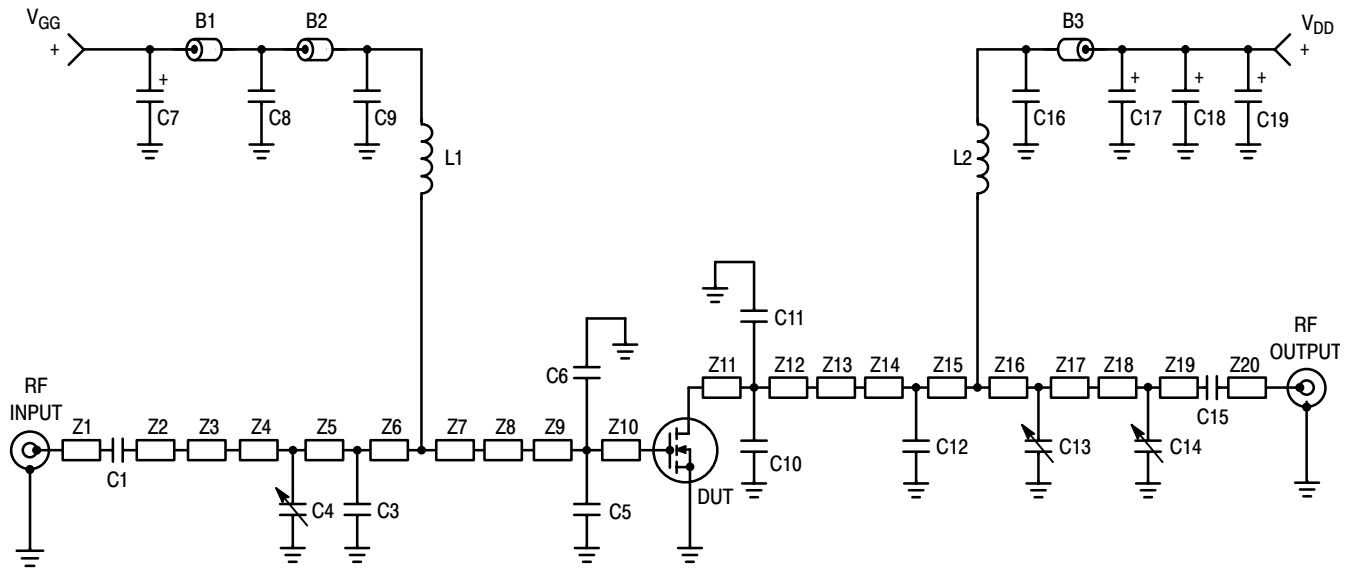 V_GG
+
B1
B2
+
C7
C8
C9
L1
B3
V_DD
+
C16
+
C17
+
C18
+
C19
L2
RF
INPUT
Z1
C1
Z2
Z3
Z4
Z5
Z6
Z7
Z8
Z9
Z10
C4
C3
C6
C5
DUT
Z11
C11
C10
Z12
Z13
Z14
Z15
Z16
Z17
Z18
Z19
Z20
C12
C13
C14
C15
RF
OUTPUT